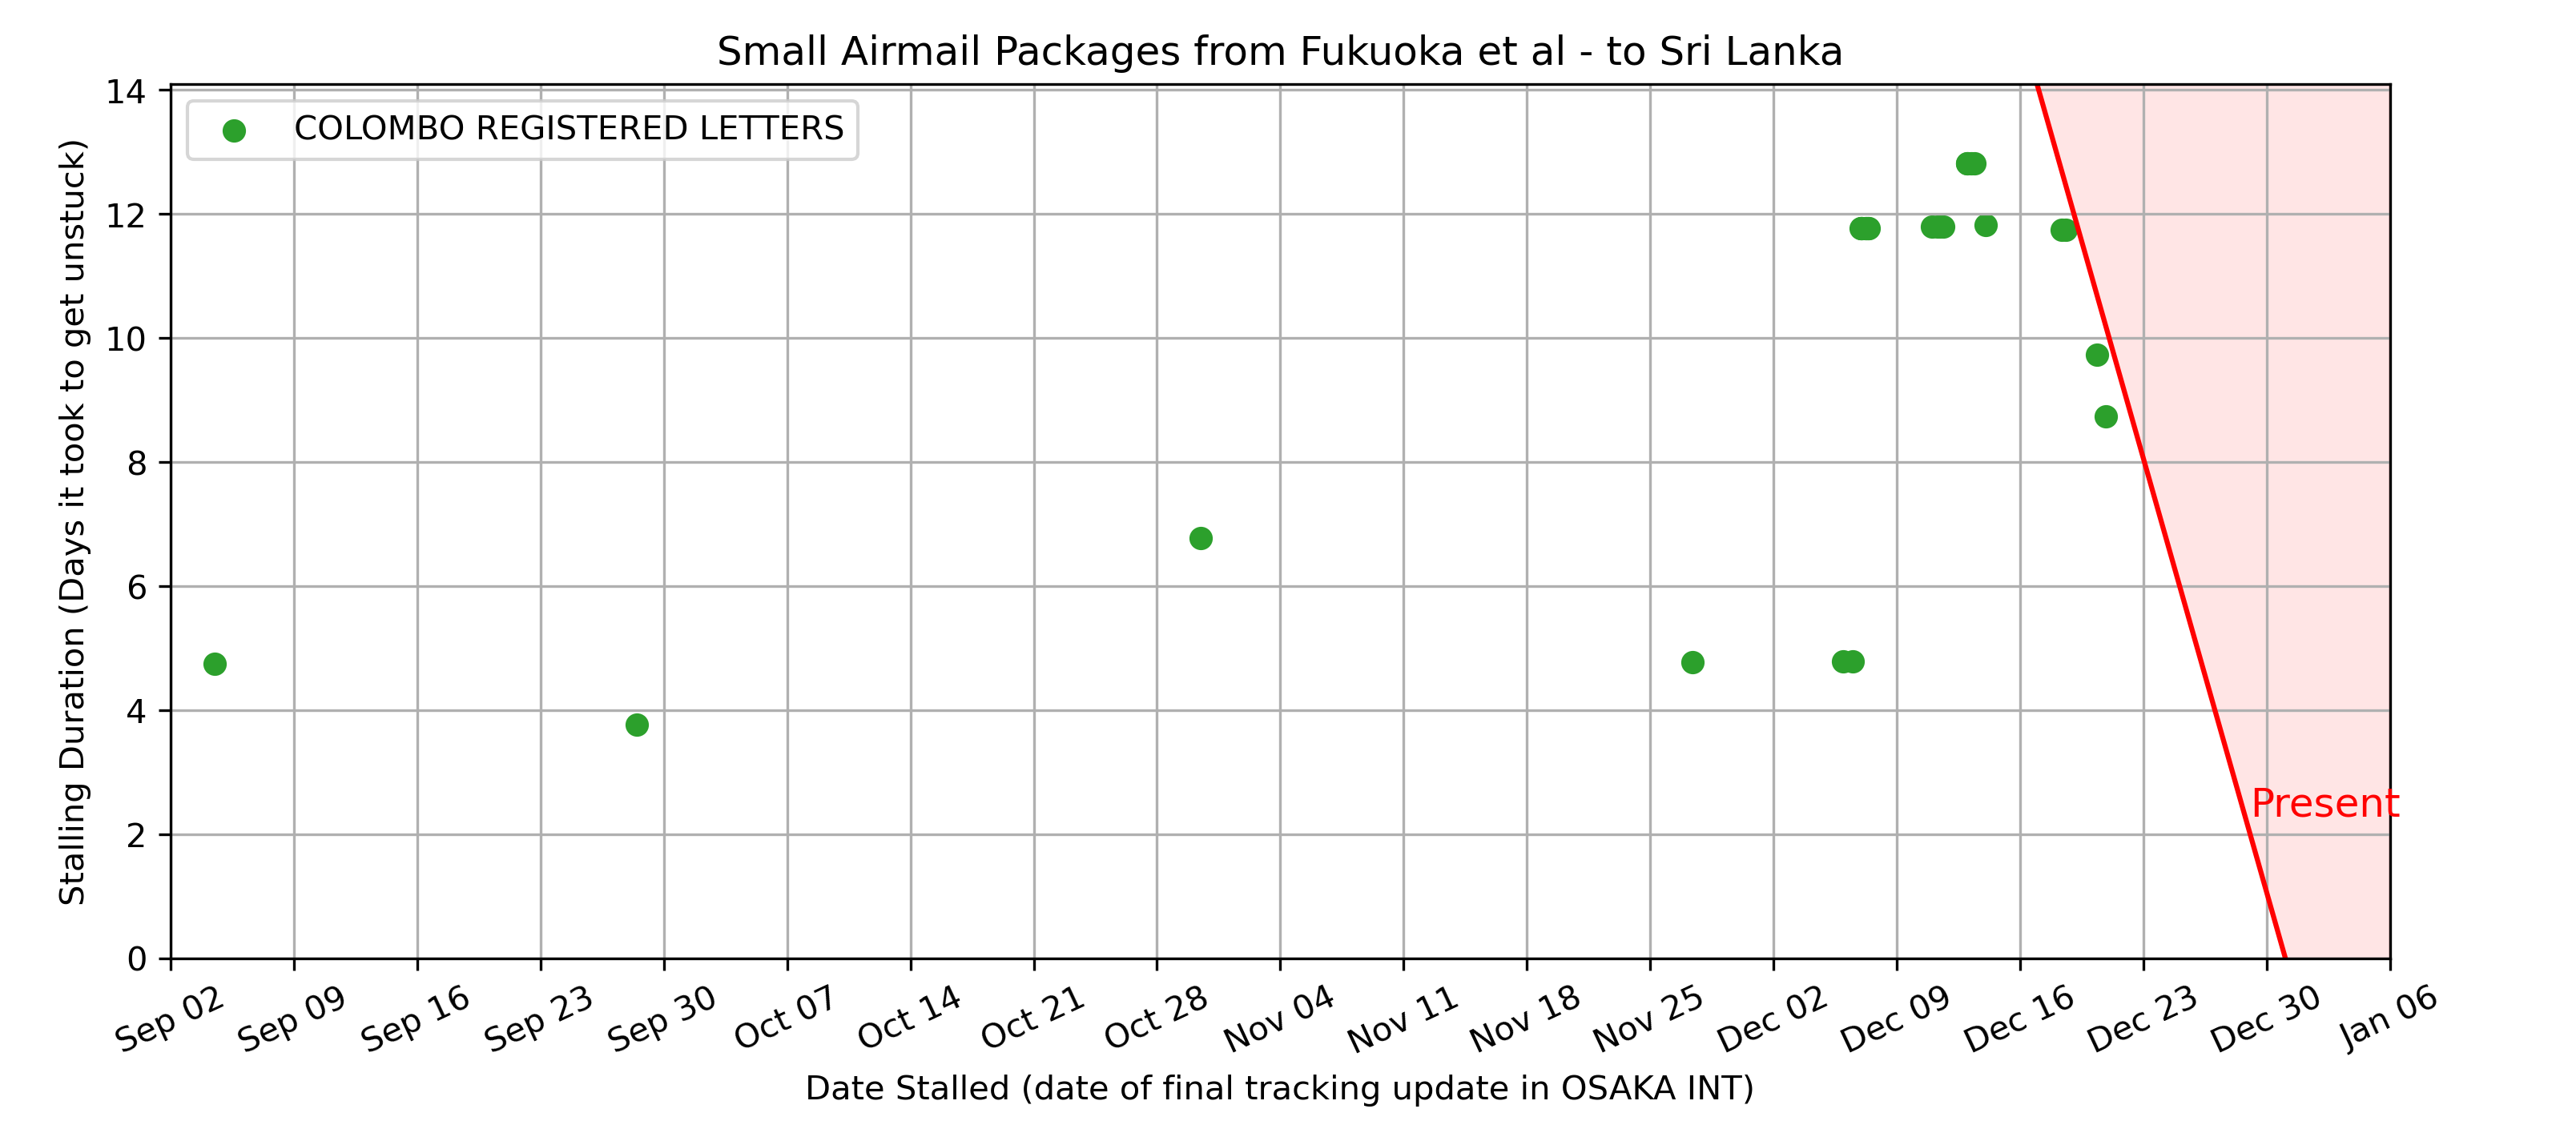 Small Airmail Packages from Fukuoka et al - to Sri Lanka
COLOMBO REGISTERED LETTERS
Stalling Duration (Days it took to get unstuck)
14
12
10
8
6
4
2
0
Present
Sep 02 Sep 09 Sep 16 Sep 23 Sep 30 Oct 07 Oct 14 Oct 21 Oct 28 Nov 04 Nov 11 Nov 18 Nov 25 Dec 02 Dec 09 Dec 16 Dec 23 Dec 30 Jan 06
Date Stalled (date of final tracking update in OSAKA INT)